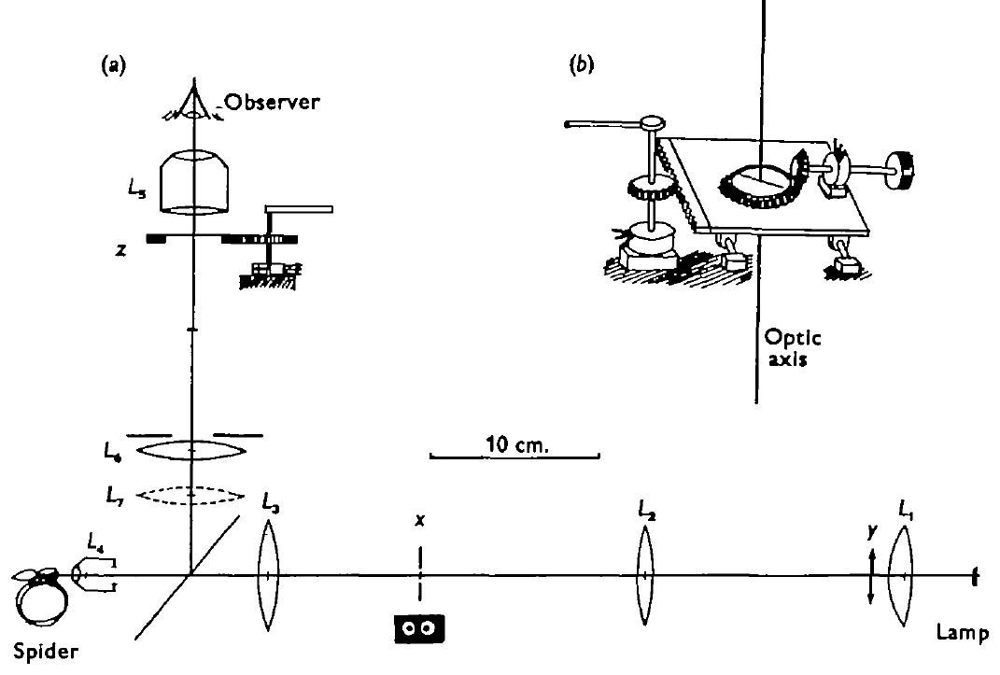 (a)
(b)
Observer
L5
z
Optic
axis
10 cm.
L6
L7
L3
x
L2
L1
y
L4
Spider
Lamp